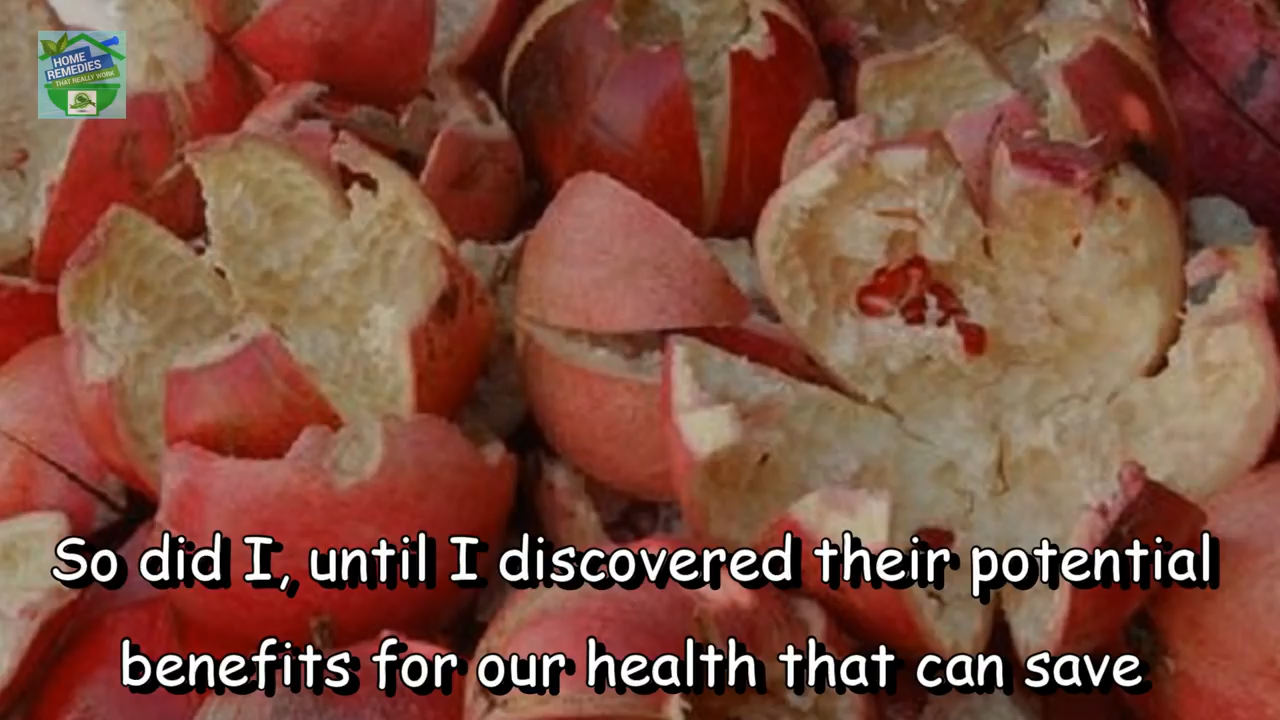 HOME
REMEDIES
THAT REALLY WORK
So did I, until I discovered their potential
benefits for our health that can save